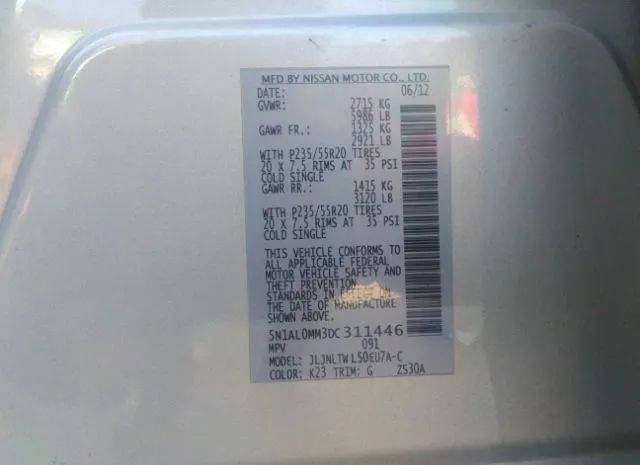 MFD BY NISSAN MOTOR CO., LTD.
DATE: 06/12
GVWR: 2715 KG
5986 LB
GAWR FR.: 1325 KG
2921 LB
WITH P235/55R20 TIRES
20 X 7.5 RIMS AT 35 PSI
COLD SINGLE
GAWR RR.: 1415 KG
3120 LB
WITH P235/55R20 TIRES
20 X 7.5 RIMS AT 35 PSI
COLD SINGLE
THIS VEHICLE CONFORMS TO
ALL APPLICABLE FEDERAL
MOTOR VEHICLE SAFETY AND
THEFT PREVENTION
STANDARDS IN EFFECT ON
THE DATE OF MANUFACTURE
SHOWN ABOVE.
5N1AL0MM3DC311446
MPV 091
MODEL: JLJNLTWL50EU7A-C
COLOR: K23 TRIM: G ZS30A